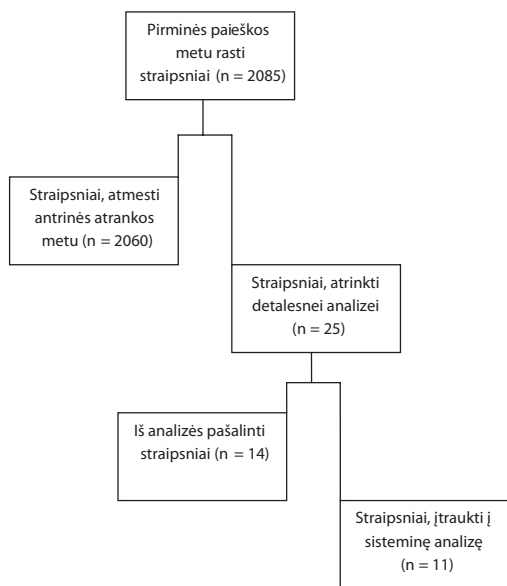 Pirminės paieškos
metu rasti
straipsniai (n = 2085)
Straipsniai, atmesti
antrinės atrankos
metu (n = 2060)
Straipsniai, atrinkti
detalesnei analizei
(n = 25)
Iš analizės pašalinti
straipsniai (n = 14)
Straipsniai, įtraukti į
sisteminę analizę
(n = 11)